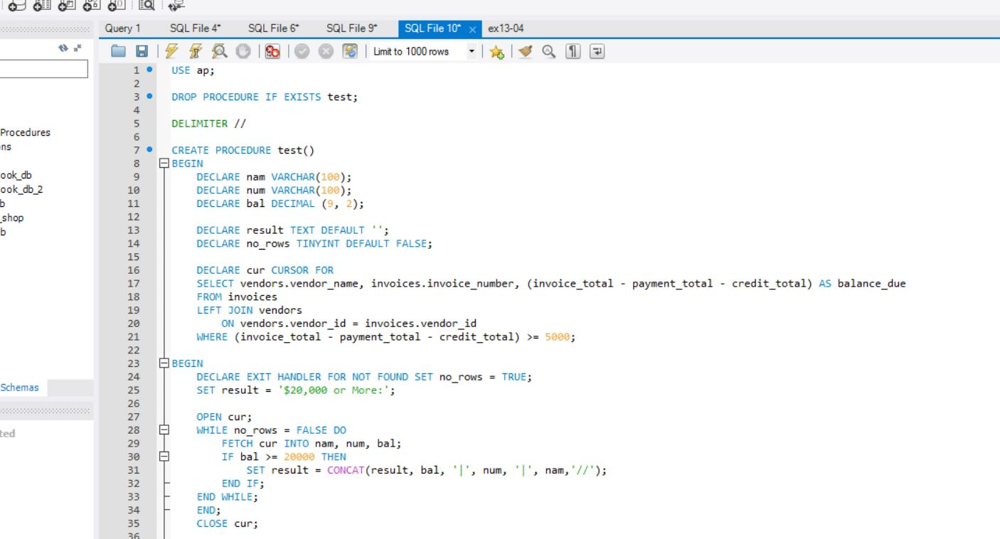 Query 1 SQL File 4* SQL File 6* SQL File 9* SQL File 10* × ex13-04
Limit to 1000 rows
Procedures
ns
ook_db
ook_db_2
b
_shop
b
Schemas
ted
1 USE ap;
2
3 DROP PROCEDURE IF EXISTS test;
4
5 DELIMITER //
6
7 CREATE PROCEDURE test()
8 BEGIN
9 DECLARE nam VARCHAR(100);
10 DECLARE num VARCHAR(100);
11 DECLARE bal DECIMAL (9, 2);
12
13 DECLARE result TEXT DEFAULT '';
14 DECLARE no_rows TINYINT DEFAULT FALSE;
15
16 DECLARE cur CURSOR FOR
17 SELECT vendors.vendor_name, invoices.invoice_number, (invoice_total - payment_total - credit_total) AS balance_due
18 FROM invoices
19 LEFT JOIN vendors
20 ON vendors.vendor_id = invoices.vendor_id
21 WHERE (invoice_total - payment_total - credit_total) >= 5000;
22
23 BEGIN
24 DECLARE EXIT HANDLER FOR NOT FOUND SET no_rows = TRUE;
25 SET result = '$20,000 or More:';
26
27 OPEN cur;
28 WHILE no_rows = FALSE DO
29 FETCH cur INTO nam, num, bal;
30 IF bal >= 20000 THEN
31 SET result = CONCAT(result, bal, '|', num, '|', nam,'//');
32 END IF;
33 END WHILE;
34 END;
35 CLOSE cur;
36